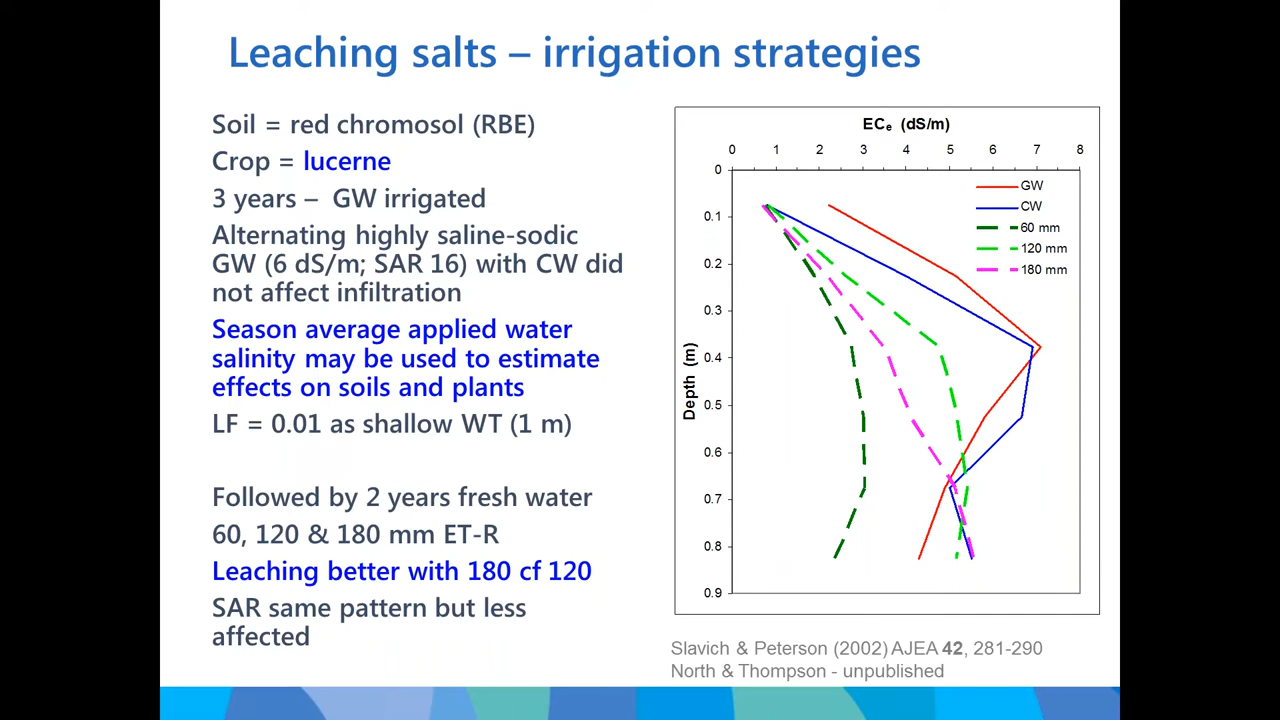 Leaching salts – irrigation strategies
Soil = red chromosol (RBE)
Crop = lucerne
3 years – GW irrigated
Alternating highly saline-sodic
GW (6 dS/m; SAR 16) with CW did
not affect infiltration
Season average applied water
salinity may be used to estimate
effects on soils and plants
LF = 0.01 as shallow WT (1 m)
Followed by 2 years fresh water
60, 120 & 180 mm ET-R
Leaching better with 180 cf 120
SAR same pattern but less
affected
ECe (dS/m)
0 1 2 3 4 5 6 7 8
0
0.1
0.2
0.3
0.4
0.5
0.6
0.7
0.8
0.9
Depth (m)
GW
CW
60 mm
120 mm
180 mm
Slavich & Peterson (2002) AJEA 42, 281-290
North & Thompson - unpublished